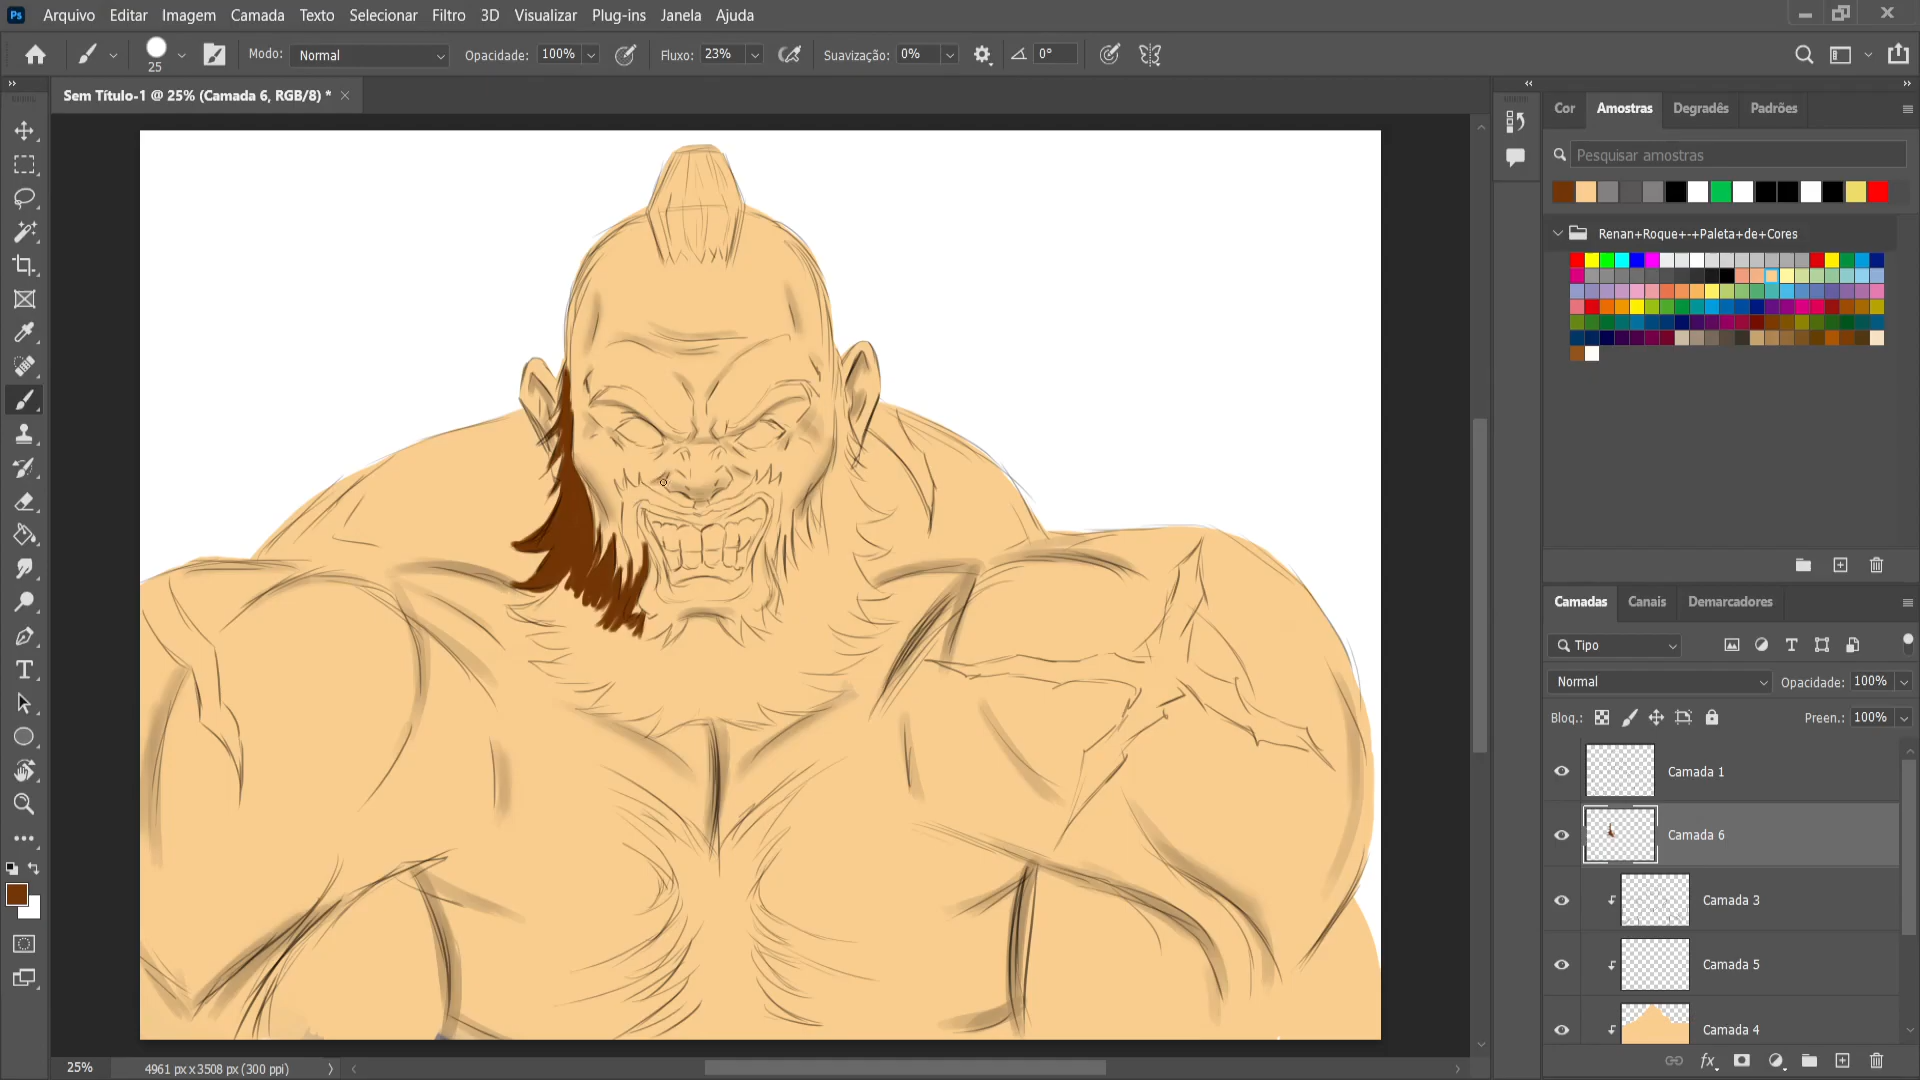 Ps Arquivo Editar Imagem Camada Texto Selecionar Filtro 3D Visualizar Plug-ins Janela Ajuda
25 Modo: Normal Opacidade: 100% Fluxo: 23% Suavização: 0% 0°
Sem Título-1 @ 25% (Camada 6, RGB/8) *
Cor Amostras Degradês Padrões
Pesquisar amostras
Renan+Roque+-+Paleta+de+Cores
Camadas Canais Demarcadores
Tipo
Normal Opacidade: 100%
Bloq.: Preen.: 100%
Camada 1
Camada 6
Camada 3
Camada 5
Camada 4
25% 4961 px x 3508 px (300 ppi)